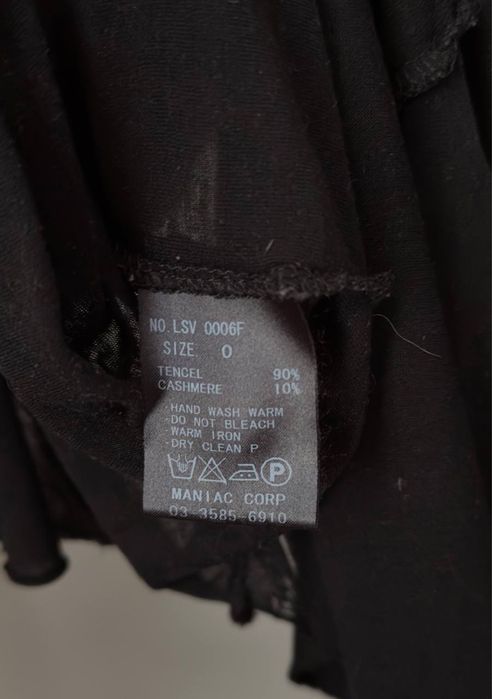 NO.LSV 0006F
SIZE 0
TENCEL 90%
CASHMERE 10%
·HAND WASH WARM
·DO NOT BLEACH
·WARM IRON
·DRY CLEAN P
P
MANIAC CORP
03-3585-6910